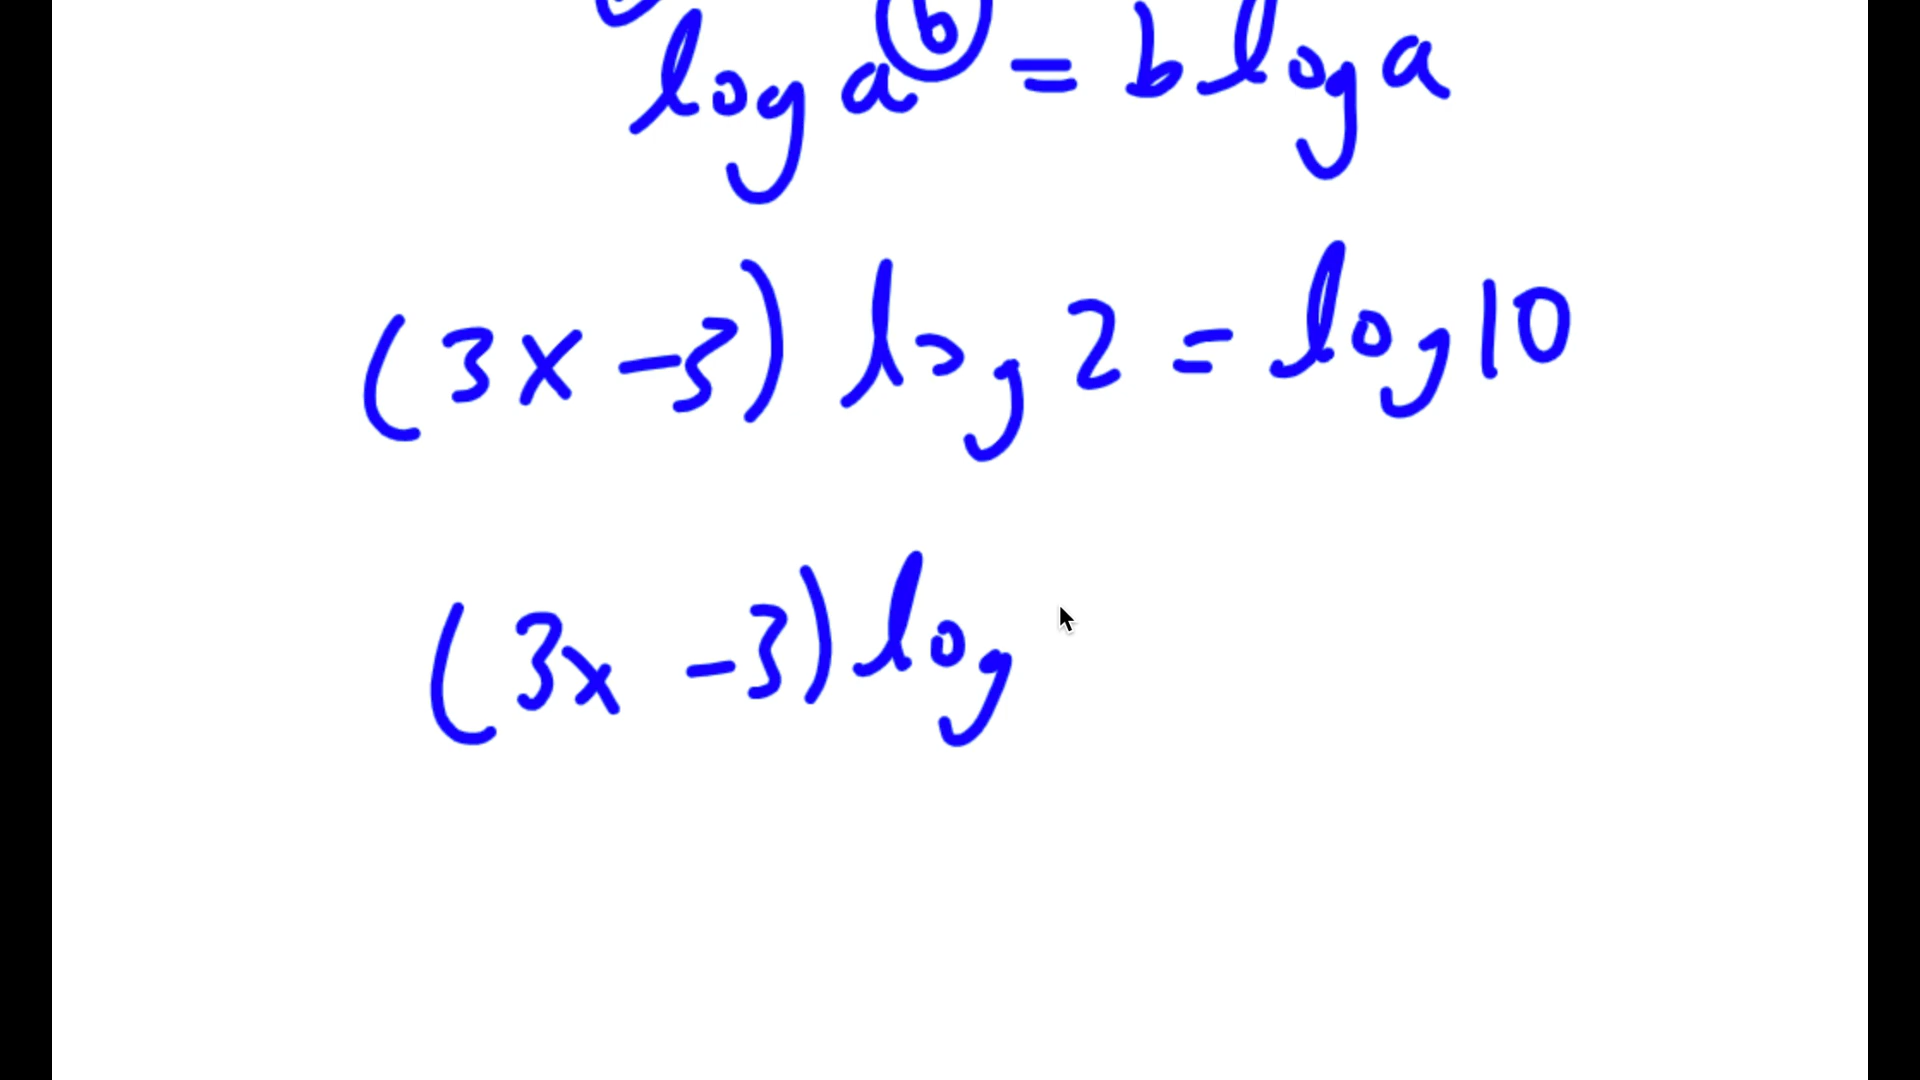 log a^b = b log a
(3x - 3) log 2 = log 10
(3x - 3) log